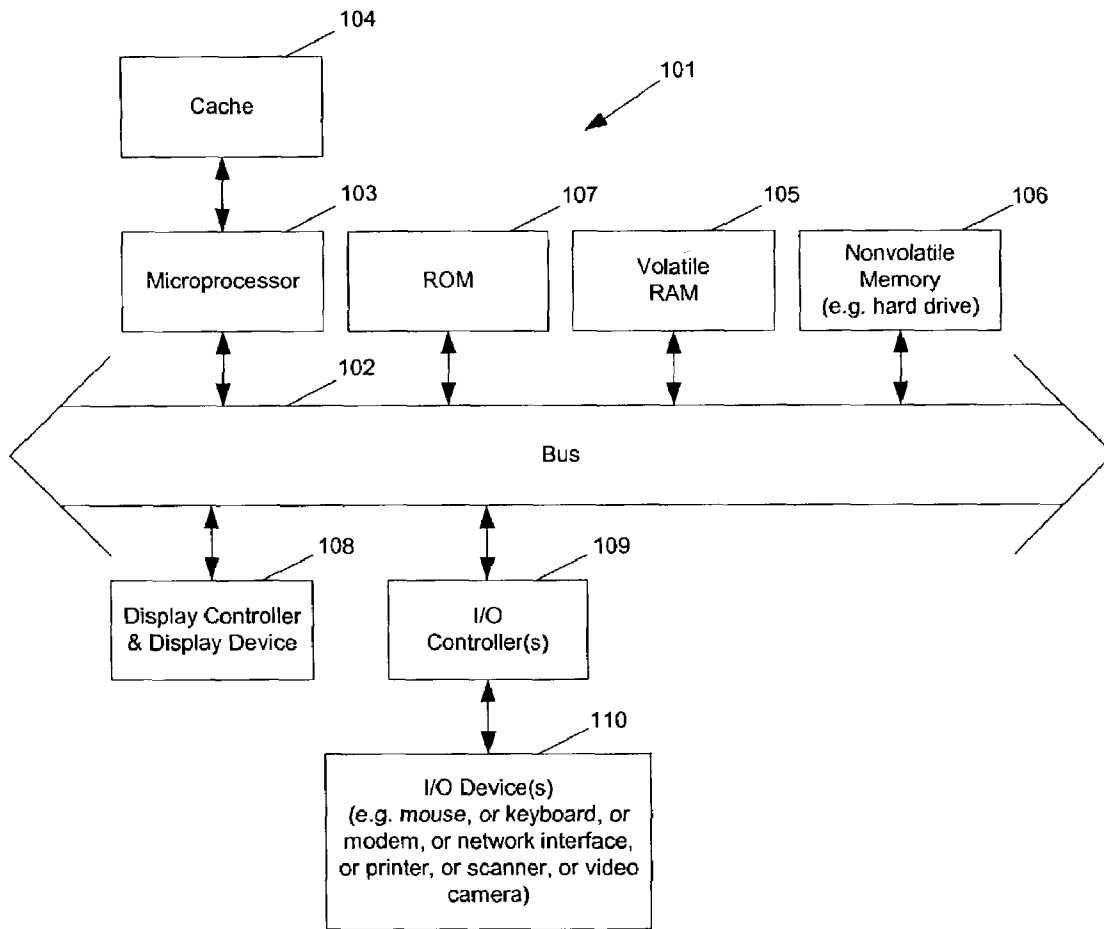 104
Cache
101
103
107
105
106
Microprocessor
ROM
Volatile
RAM
Nonvolatile
Memory
(e.g. hard drive)
102
Bus
108
109
Display Controller
& Display Device
I/O
Controller(s)
110
I/O Device(s)
(e.g. mouse, or keyboard, or
modem, or network interface,
or printer, or scanner, or video
camera)